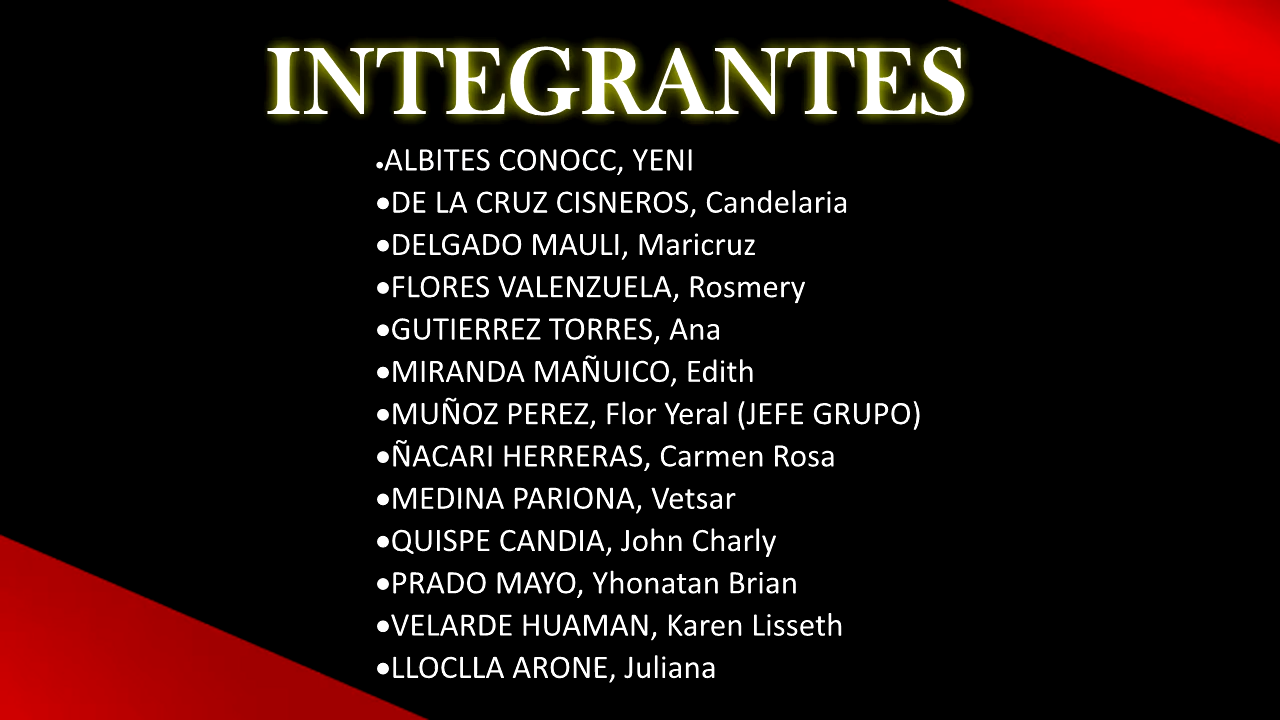 INTEGRANTES
•ALBITES CONOCC, YENI
•DE LA CRUZ CISNEROS, Candelaria
•DELGADO MAULI, Maricruz
•FLORES VALENZUELA, Rosmery
•GUTIERREZ TORRES, Ana
•MIRANDA MAÑUICO, Edith
•MUÑOZ PEREZ, Flor Yeral (JEFE GRUPO)
•ÑACARI HERRERAS, Carmen Rosa
•MEDINA PARIONA, Vetsar
•QUISPE CANDIA, John Charly
•PRADO MAYO, Yhonatan Brian
•VELARDE HUAMAN, Karen Lisseth
•LLOCLLA ARONE, Juliana